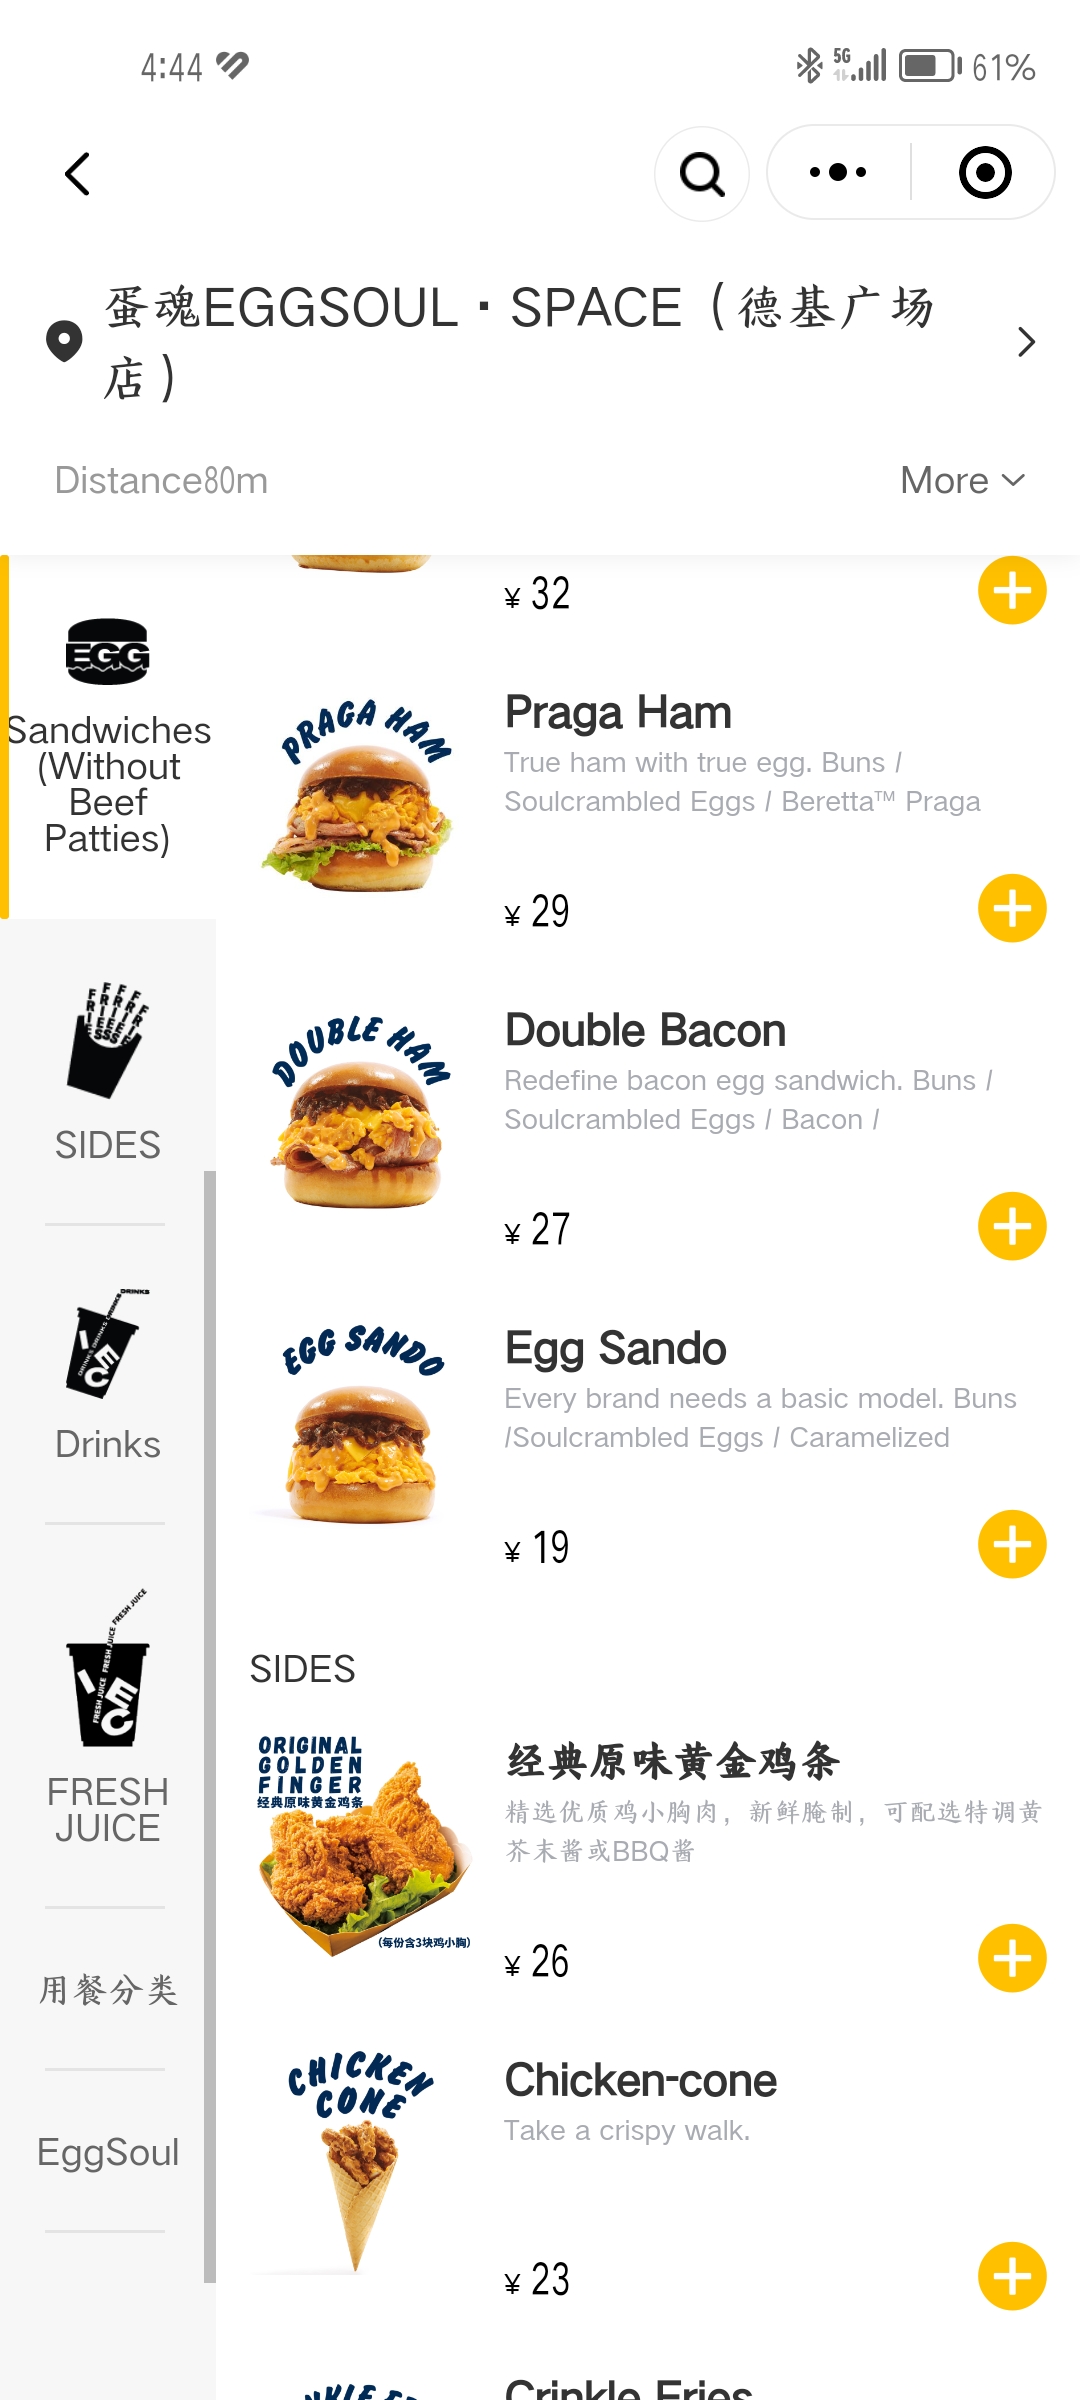 4:44
5G
61%
蛋魂EGGSOUL · SPACE（德基广场
店）
Distance80m
More
EGG
Sandwiches
(Without
Beef
Patties)
SIDES
DRINKS
Drinks
FRESH JUICE FRESH JUICE FRESH JUICE
FRESH
JUICE
用餐分类
EggSoul
¥ 32
PRAGA HAM
Praga Ham
True ham with true egg. Buns /
Soulcrambled Eggs / Beretta™ Praga
¥ 29
DOUBLE HAM
Double Bacon
Redefine bacon egg sandwich. Buns /
Soulcrambled Eggs / Bacon /
¥ 27
EGG SANDO
Egg Sando
Every brand needs a basic model. Buns
/Soulcrambled Eggs / Caramelized
¥ 19
SIDES
ORIGINAL
GOLDEN
FINGER
经典原味黄金鸡条
(每份含3块鸡小胸)
经典原味黄金鸡条
精选优质鸡小胸肉，新鲜腌制，可配选特调黄
芥末酱或BBQ酱
¥ 26
CHICKEN
CONE
Chicken-cone
Take a crispy walk.
¥ 23
Crinkle Fries